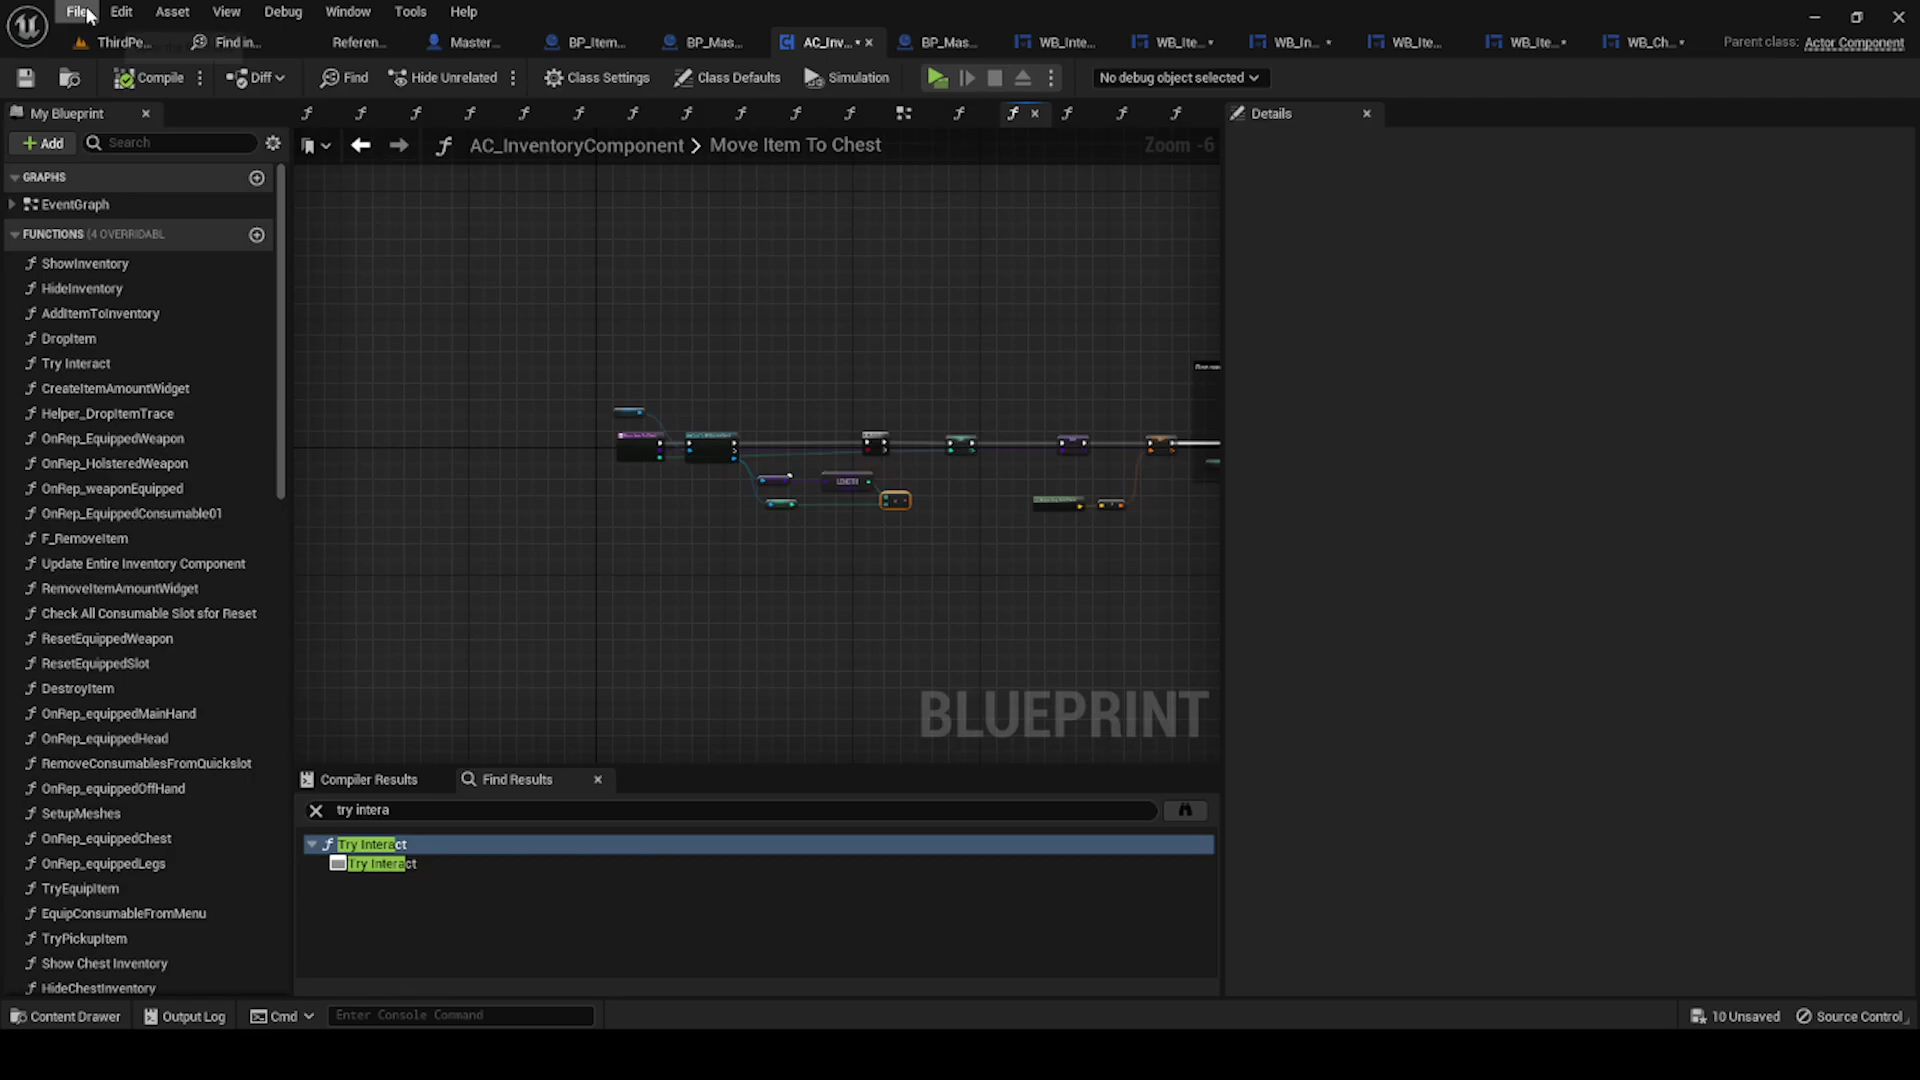 File Edit Asset View Debug Window Tools Help
ThirdPe... Find in... Referen... Master... BP_Item... BP_Mas... AC_Inv... • BP_Mas... WB_Inte... WB_Ite... • WB_In... • WB_Ite... WB_Ite... • WB_Ch... • Parent class: Actor Component
Compile Diff Find Hide Unrelated Class Settings Class Defaults Simulation No debug object selected
My Blueprint Details
+ Add Search AC_InventoryComponent > Move Item To Chest Zoom -6
GRAPHS
EventGraph
FUNCTIONS (4 OVERRIDABL
ShowInventory
HideInventory
AddItemToInventory
DropItem
Try Interact
CreateItemAmountWidget
Helper_DropItemTrace
OnRep_EquippedWeapon
OnRep_HolsteredWeapon
OnRep_weaponEquipped
OnRep_EquippedConsumable01
F_RemoveItem
Update Entire Inventory Component
RemoveItemAmountWidget
Check All Consumable Slot sfor Reset
ResetEquippedWeapon
ResetEquippedSlot
DestroyItem
OnRep_equippedMainHand
OnRep_equippedHead
RemoveConsumablesFromQuickslot
OnRep_equippedOffHand
SetupMeshes
OnRep_equippedChest
OnRep_equippedLegs
TryEquipItem
EquipConsumableFromMenu
TryPickupItem
Show Chest Inventory
HideChestInventory
LENGTH
BLUEPRINT
Compiler Results Find Results
try intera
Try Interact
Try Interact
Content Drawer Output Log Cmd Enter Console Command 10 Unsaved Source Control